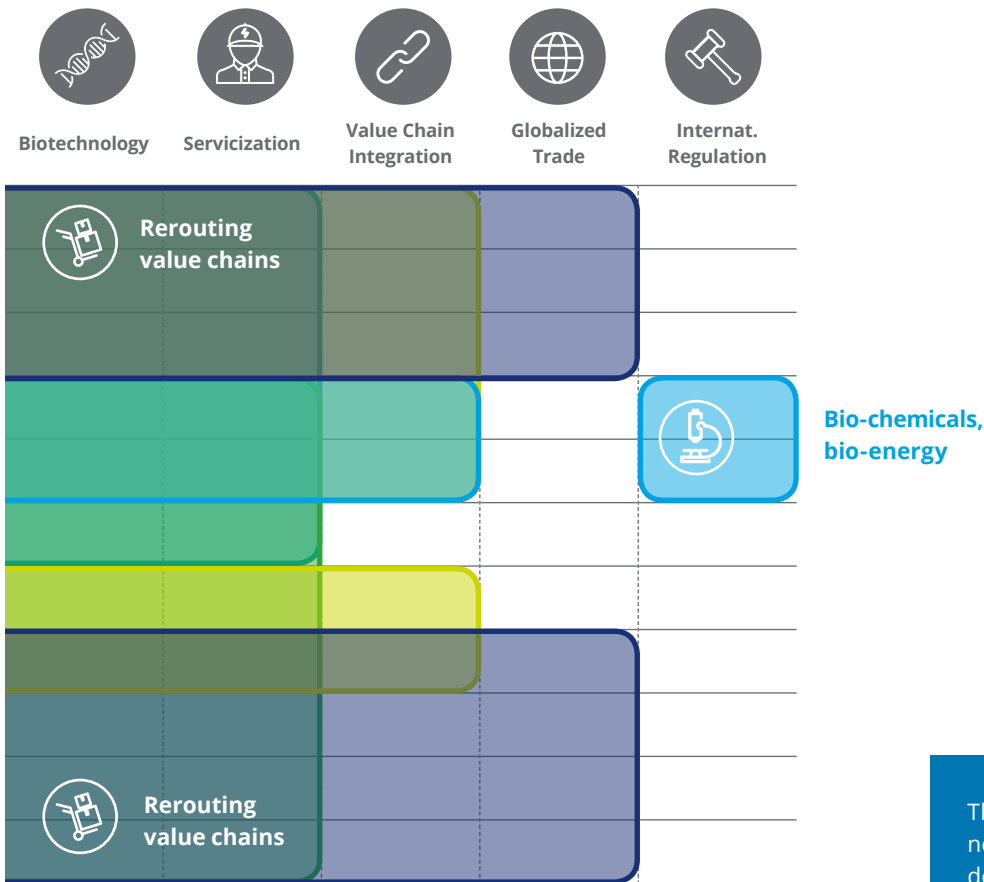 Biotechnology
Servicization
Value Chain
Integration
Globalized
Trade
Internat.
Regulation
Rerouting
value chains
Bio-chemicals,
bio-energy
Rerouting
value chains